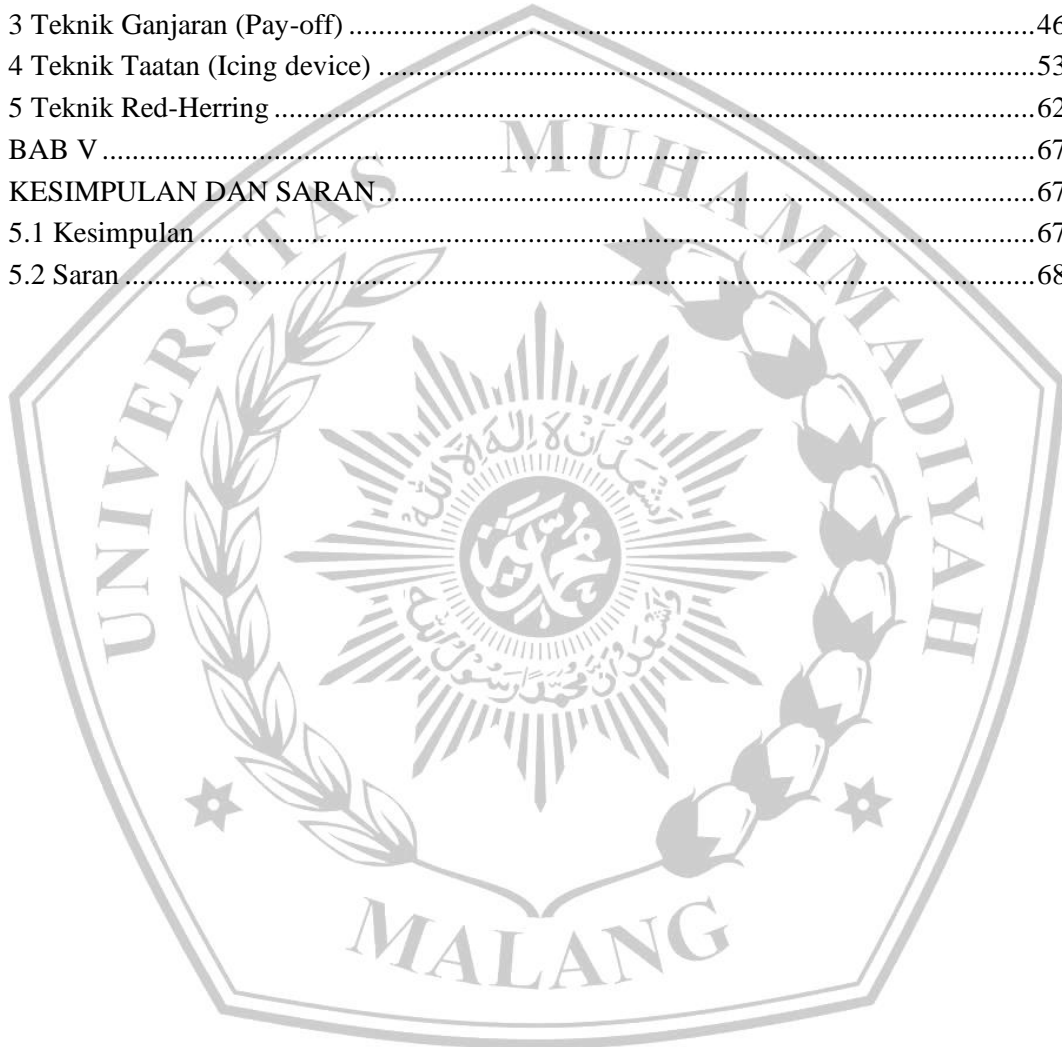 3 Teknik Ganjaran (Pay-off) ........ 46
4 Teknik Taatan (Icing device) ........ 53
5 Teknik Red-Herring ........ 62
BAB V ........ 67
KESIMPULAN DAN SARAN ........ 67
5.1 Kesimpulan ........ 67
5.2 Saran ........ 68
UNIVERSITAS MUHAMMADIYAH
MALANG